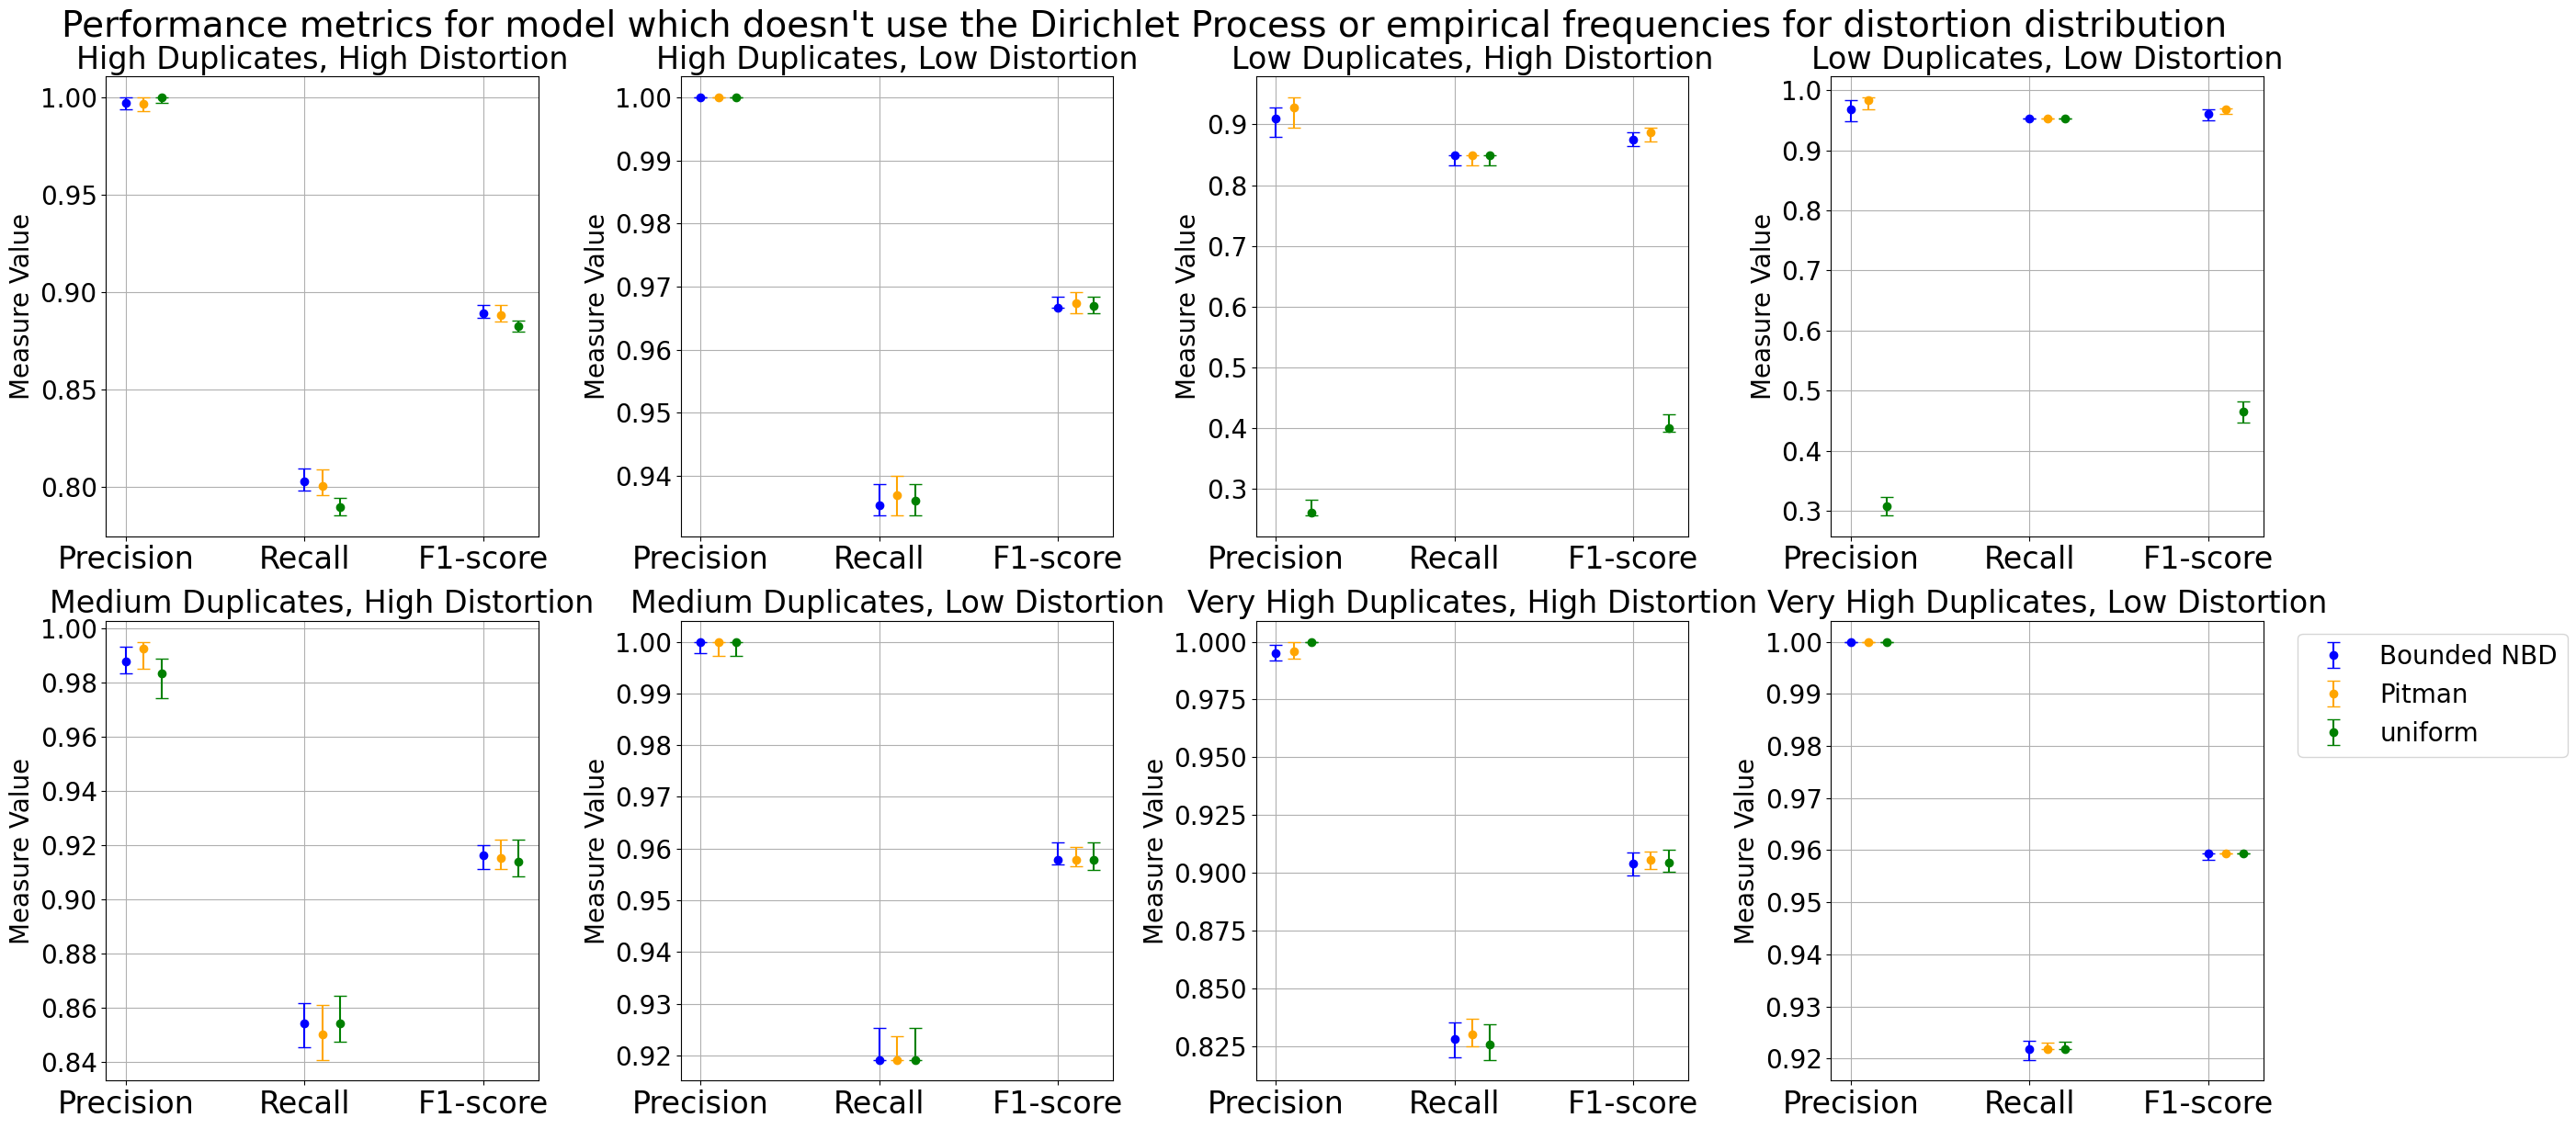 Performance metrics for model which doesn't use the Dirichlet Process or empirical frequencies for distortion distribution
High Duplicates, High Distortion
Measure Value
1.00
0.95
0.90
0.85
0.80
Precision Recall F1-score
High Duplicates, Low Distortion
Measure Value
1.00
0.99
0.98
0.97
0.96
0.95
0.94
Precision Recall F1-score
Low Duplicates, High Distortion
Measure Value
0.9
0.8
0.7
0.6
0.5
0.4
0.3
Precision Recall F1-score
Low Duplicates, Low Distortion
Measure Value
1.0
0.9
0.8
0.7
0.6
0.5
0.4
0.3
Precision Recall F1-score
Medium Duplicates, High Distortion
Measure Value
1.00
0.98
0.96
0.94
0.92
0.90
0.88
0.86
0.84
Precision Recall F1-score
Medium Duplicates, Low Distortion
Measure Value
1.00
0.99
0.98
0.97
0.96
0.95
0.94
0.93
0.92
Precision Recall F1-score
Very High Duplicates, High Distortion
Measure Value
1.000
0.975
0.950
0.925
0.900
0.875
0.850
0.825
Precision Recall F1-score
Very High Duplicates, Low Distortion
Measure Value
1.00
0.99
0.98
0.97
0.96
0.95
0.94
0.93
0.92
Precision Recall F1-score
Bounded NBD
Pitman
uniform